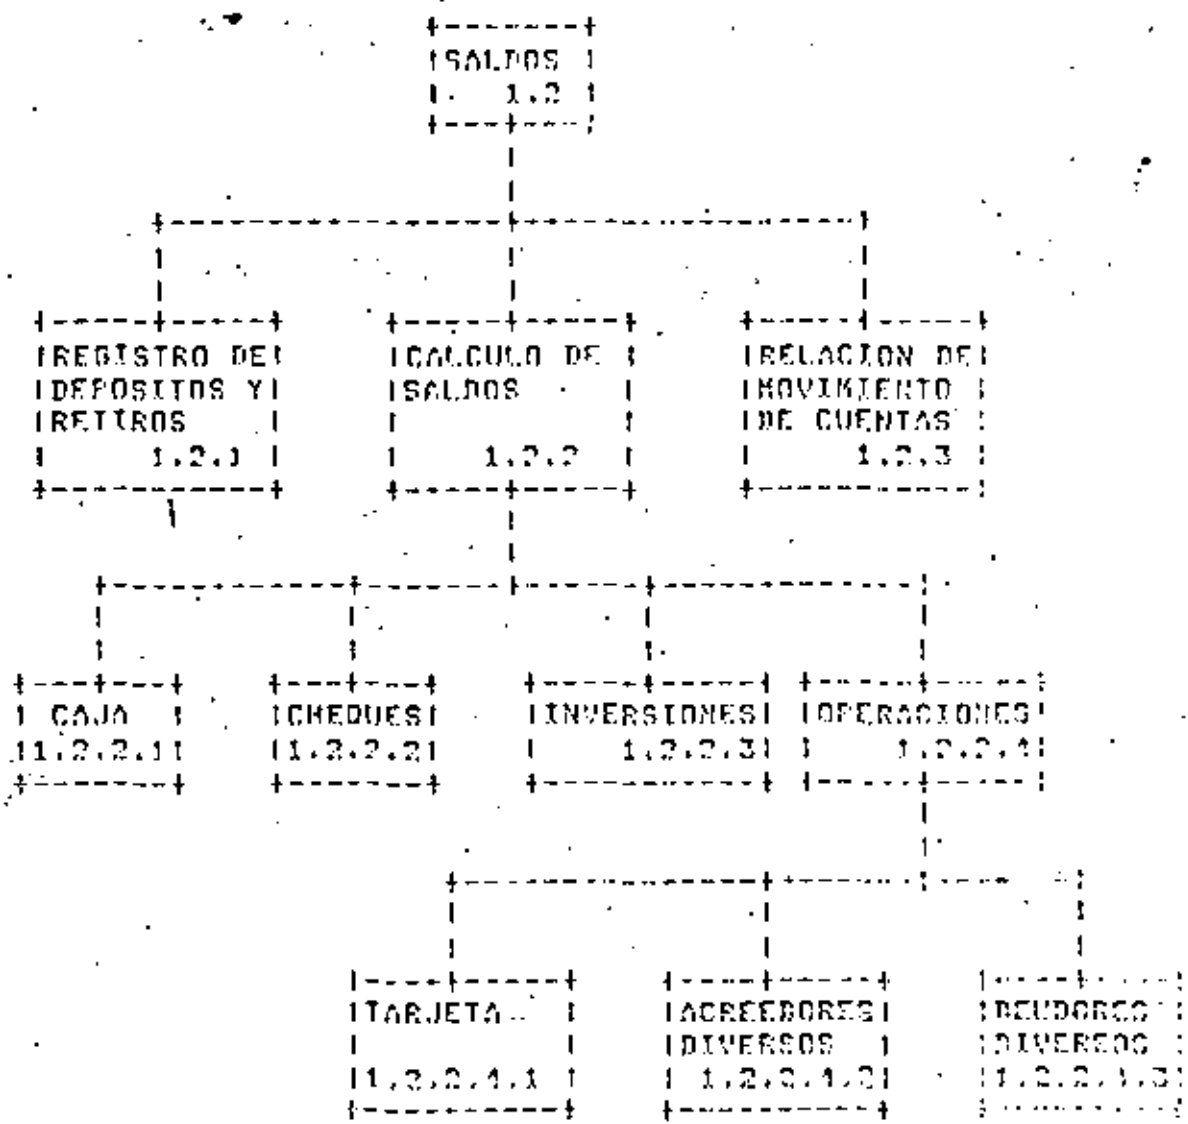 SALDOS
1.2
REGISTRO DE
DEPOSITOS Y
RETIROS
1.2.1
CALCULO DE
SALDOS
1.2.2
RELACION DE
MOVIMIENTO
DE CUENTAS
1.2.3
CAJA
1.2.2.1
CHEQUES
1.2.2.2
INVERSIONES
1.2.2.3
OPERACIONES
1.2.2.4
TARJETA
1.2.2.4.1
ACREEDORES
DIVERSOS
1.2.2.4.2
DEUDORES
DIVERSOS
1.2.2.4.3